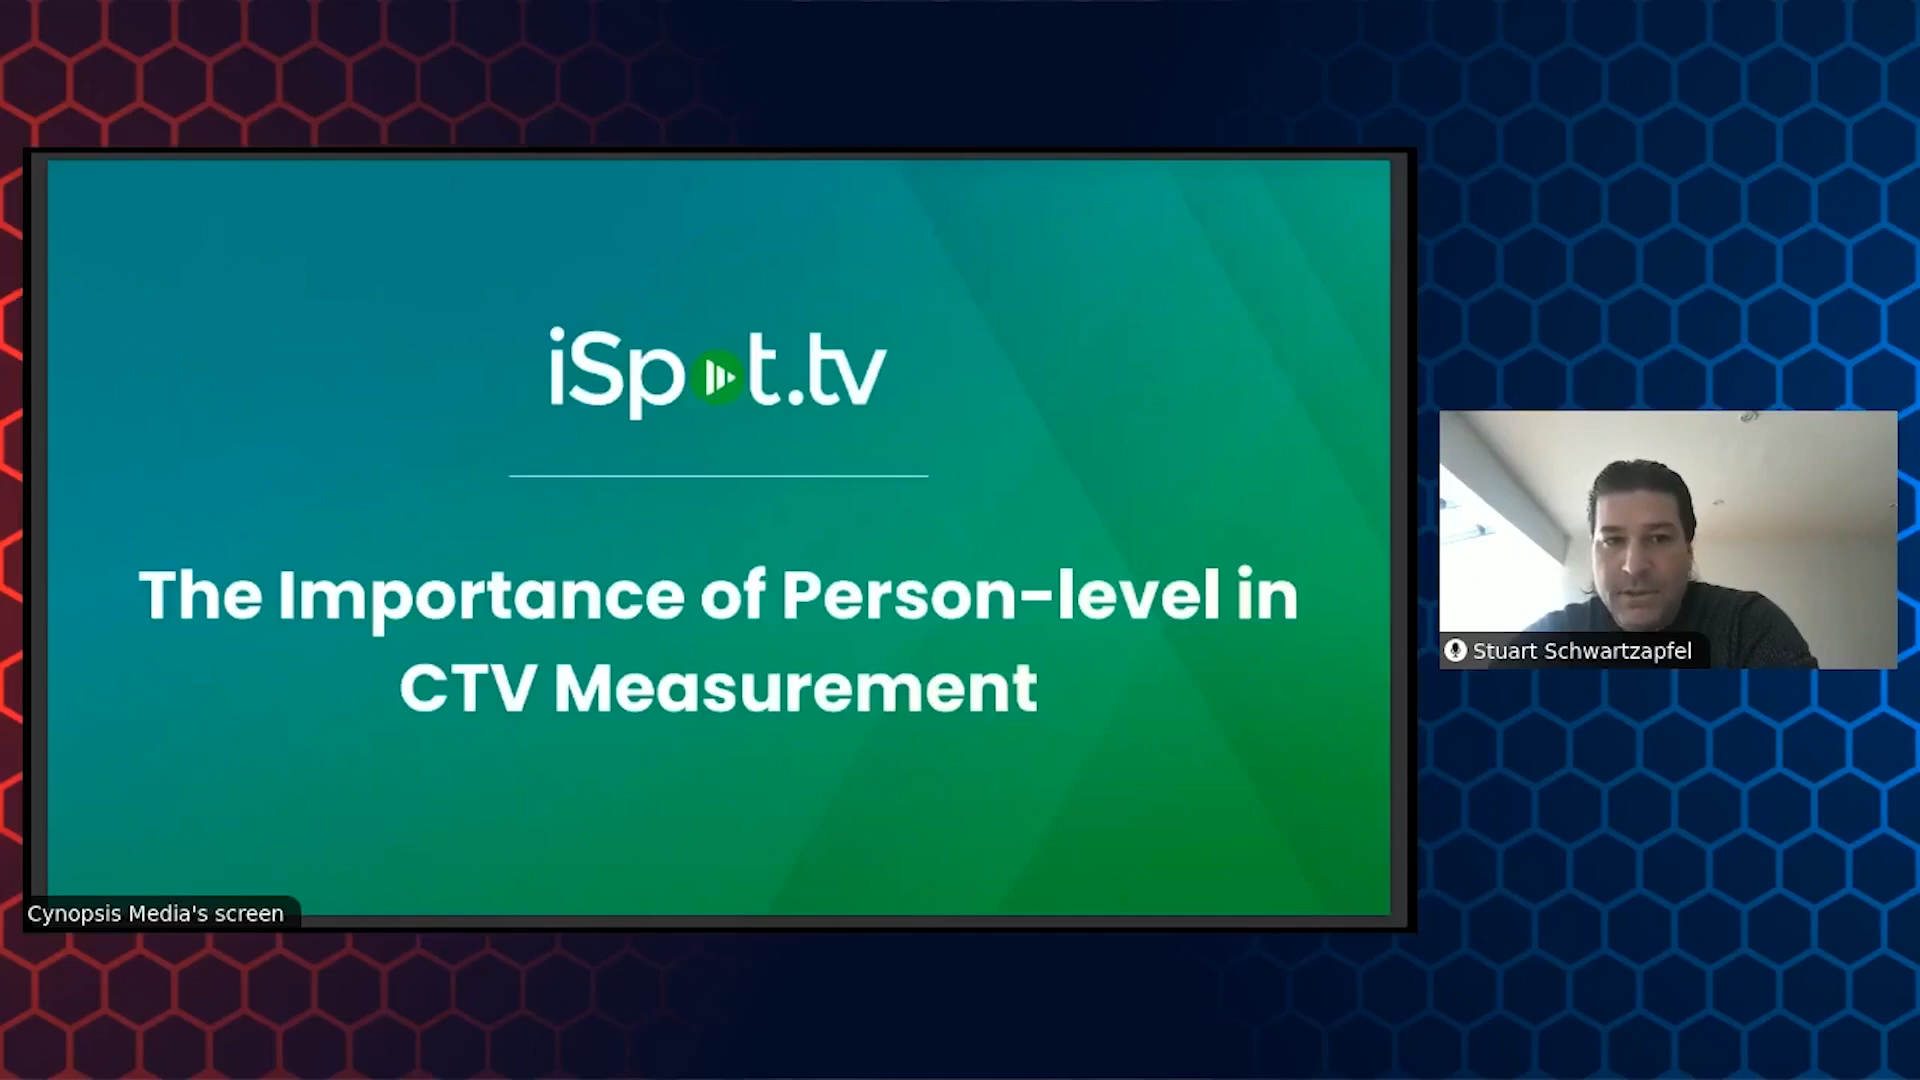 iSpot.tv
The Importance of Person-level in
CTV Measurement
Stuart Schwartzapfel
Cynopsis Media's screen